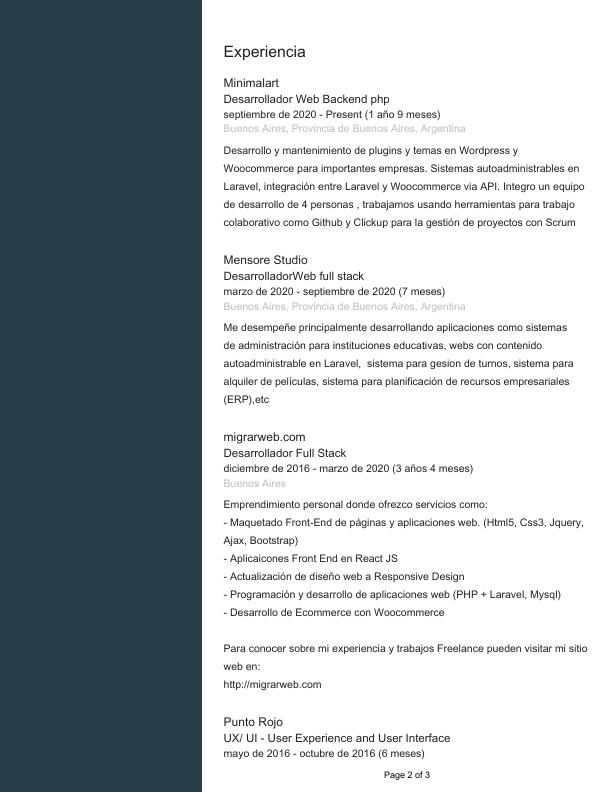 Experiencia
Minimalart
Desarrollador Web Backend php
septiembre de 2020 - Present (1 año 9 meses)
Buenos Aires, Provincia de Buenos Aires, Argentina
Desarrollo y mantenimiento de plugins y temas en Wordpress y
Woocommerce para importantes empresas. Sistemas autoadministrables en
Laravel, integración entre Laravel y Woocommerce via API. Integro un equipo
de desarrollo de 4 personas , trabajamos usando herramientas para trabajo
colaborativo como Github y Clickup para la gestión de proyectos con Scrum
Mensore Studio
DesarrolladorWeb full stack
marzo de 2020 - septiembre de 2020 (7 meses)
Buenos Aires, Provincia de Buenos Aires, Argentina
Me desempeñe principalmente desarrollando aplicaciones como sistemas
de administración para instituciones educativas, webs con contenido
autoadministrable en Laravel,  sistema para gesion de turnos, sistema para
alquiler de películas, sistema para planificación de recursos empresariales
(ERP),etc
migrarweb.com
Desarrollador Full Stack
diciembre de 2016 - marzo de 2020 (3 años 4 meses)
Buenos Aires
Emprendimiento personal donde ofrezco servicios como:
- Maquetado Front-End de páginas y aplicaciones web. (Html5, Css3, Jquery,
Ajax, Bootstrap)
- Aplicaicones Front End en React JS
- Actualización de diseño web a Responsive Design
- Programación y desarrollo de aplicaciones web (PHP + Laravel, Mysql)
- Desarrollo de Ecommerce con Woocommerce
Para conocer sobre mi experiencia y trabajos Freelance pueden visitar mi sitio
web en:
http://migrarweb.com
Punto Rojo
UX/ UI - User Experience and User Interface
mayo de 2016 - octubre de 2016 (6 meses)
Page 2 of 3